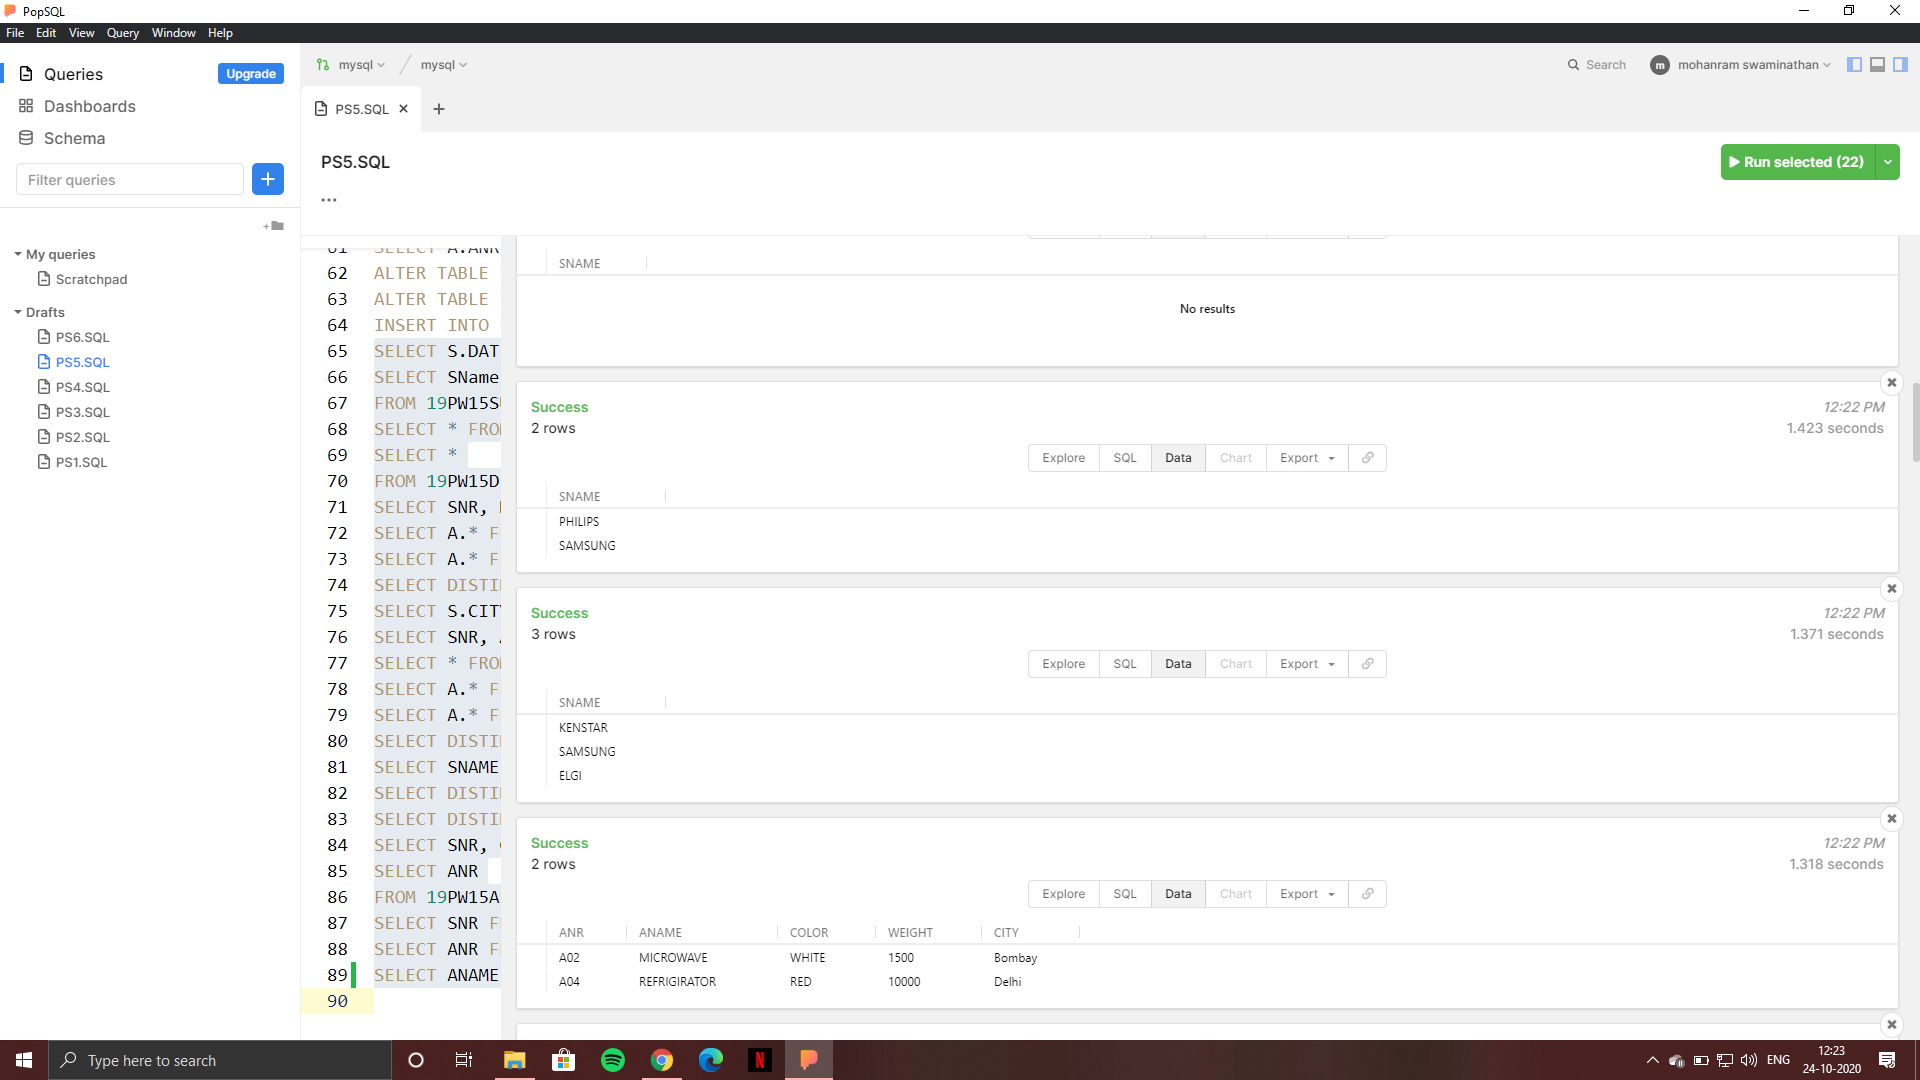 PopSQL
File Edit View Query Window Help
Queries Upgrade
Dashboards
Schema
Filter queries
My queries
Scratchpad
Drafts
PS6.SQL
PS5.SQL
PS4.SQL
PS3.SQL
PS2.SQL
PS1.SQL
mysql mysql Search m mohanram swaminathan
PS5.SQL
PS5.SQL
Run selected (22)
...
61 SELECT A.ANR
62 ALTER TABLE
63 ALTER TABLE
64 INSERT INTO
65 SELECT S.DAT
66 SELECT SName
67 FROM 19PW15S
68 SELECT * FRO
69 SELECT *
70 FROM 19PW15D
71 SELECT SNR,
72 SELECT A.* F
73 SELECT A.* F
74 SELECT DISTI
75 SELECT S.CIT
76 SELECT SNR,
77 SELECT * FRO
78 SELECT A.* F
79 SELECT A.* F
80 SELECT DISTI
81 SELECT SNAME
82 SELECT DISTI
83 SELECT DISTI
84 SELECT SNR,
85 SELECT ANR
86 FROM 19PW15A
87 SELECT SNR F
88 SELECT ANR F
89 SELECT ANAME
90
SNAME
No results
Success 12:22 PM
2 rows 1.423 seconds
Explore SQL Data Chart Export
SNAME
PHILIPS
SAMSUNG
Success 12:22 PM
3 rows 1.371 seconds
Explore SQL Data Chart Export
SNAME
KENSTAR
SAMSUNG
ELGI
Success 12:22 PM
2 rows 1.318 seconds
Explore SQL Data Chart Export
ANR ANAME COLOR WEIGHT CITY
A02 MICROWAVE WHITE 1500 Bombay
A04 REFRIGIRATOR RED 10000 Delhi
Type here to search
ENG
12:23
24-10-2020